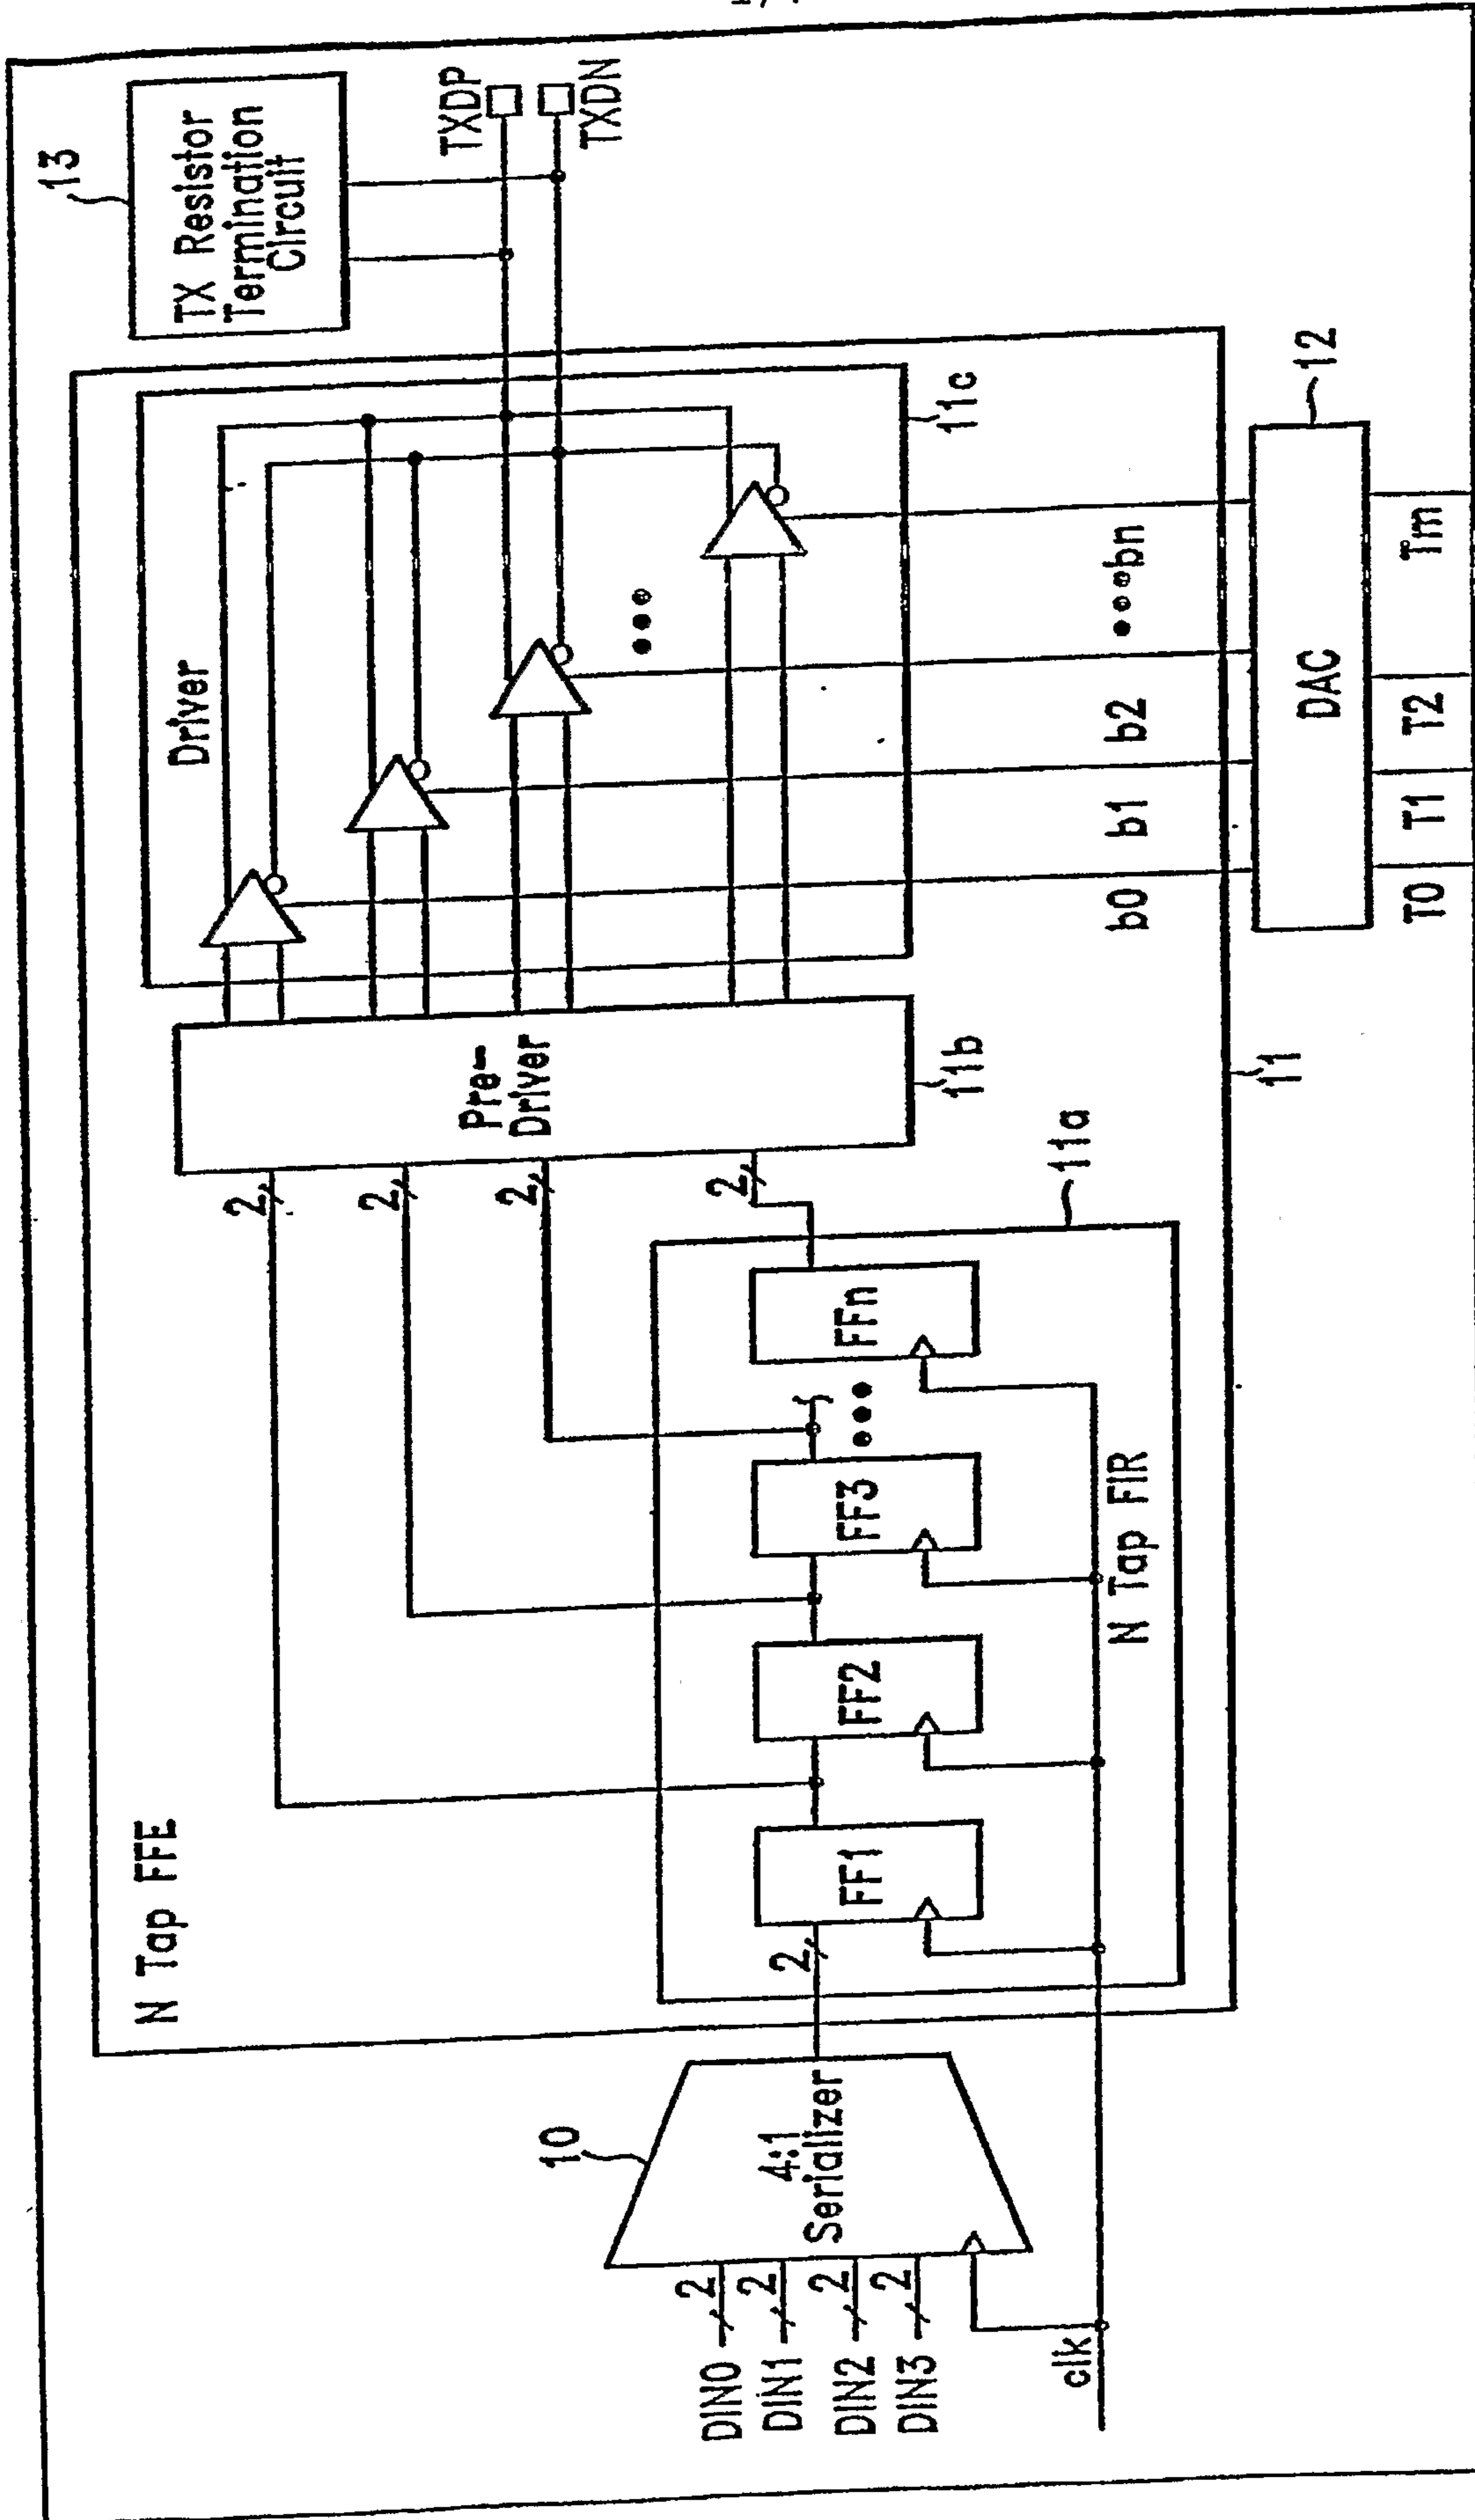 13
TX Resistor
Termination
Circuit
TXDP
TXDN
N Tap FFE
Driver
11c
Pre-
Driver
11b
2
2
2
2
10
4:1
Serializer
DIN0
2
DIN1
2
DIN2
2
DIN3
2
clk
2
FF1
FF2
FF3
•••
FFn
N Tap FIR
11a
11
•••
b0
b1
b2
•••bn
DAC
12
T0
T1
T2
Tm